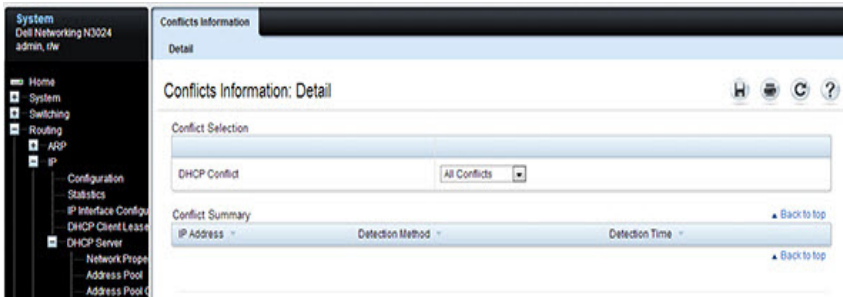 System
Dell Networking N3024
admin, r/w
Home
System
Switching
Routing
ARP
IP
Configuration
Statistics
IP Interface Configu
DHCP Client Lease
DHCP Server
Network Prope
Address Pool
Address Pool C
Conflicts Information
Detail
Conflicts Information: Detail
Conflict Selection
DHCP Conflict All Conflicts
Conflict Summary Back to top
IP Address Detection Method Detection Time
Back to top